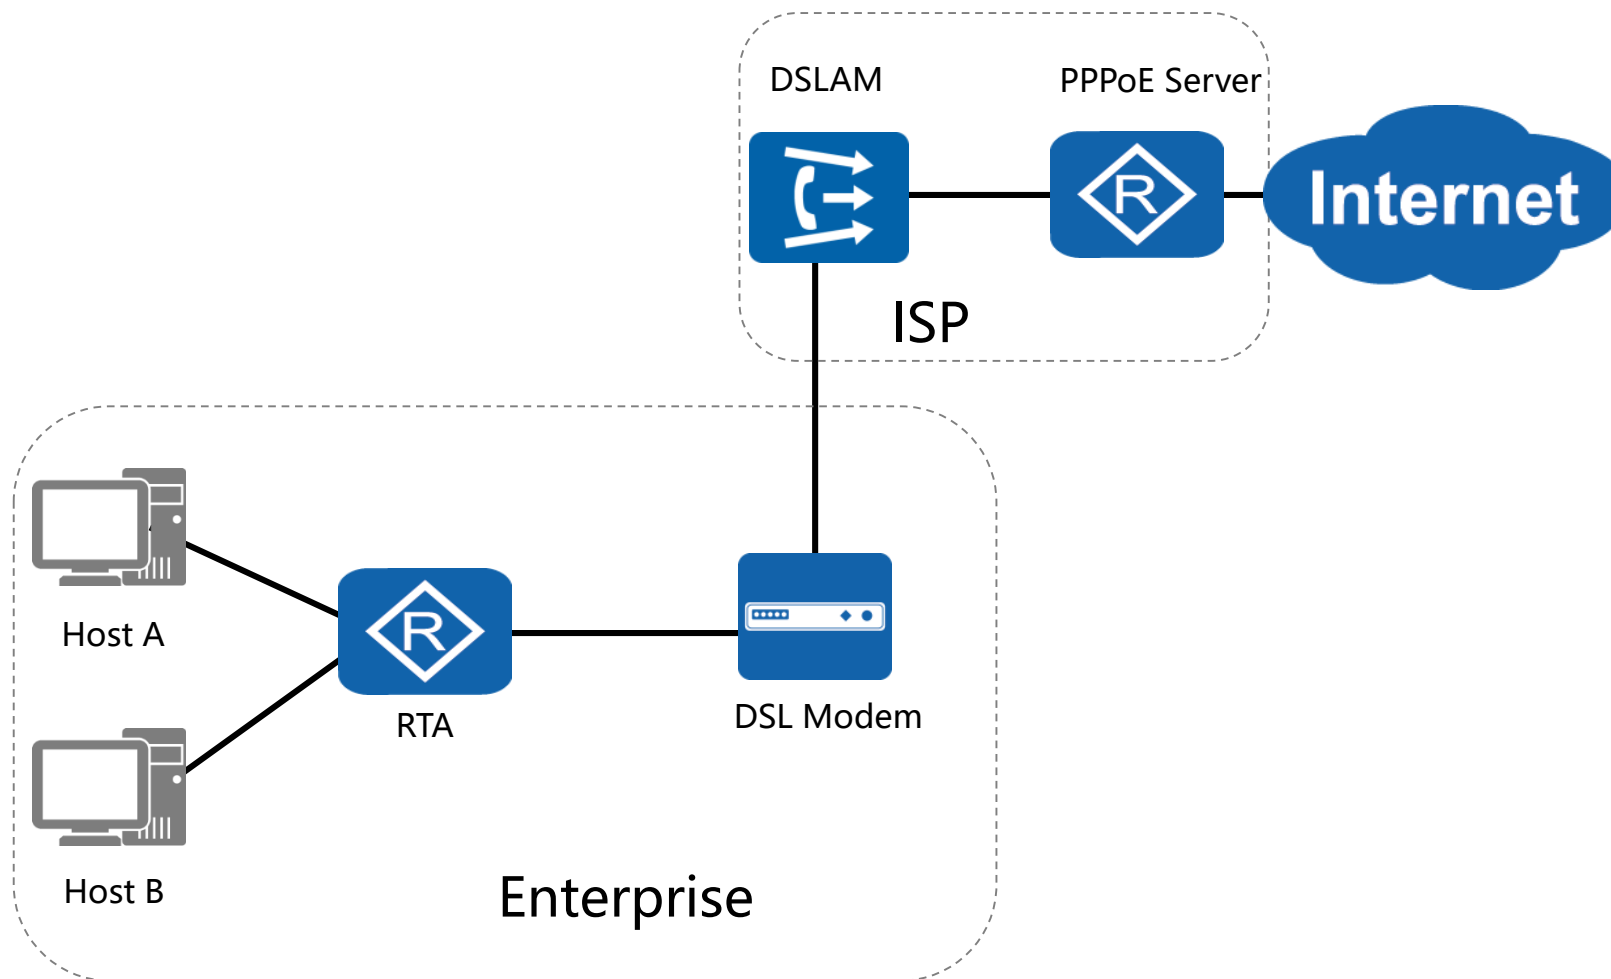 DSLAM
PPPoE Server
R
Internet
ISP
Host A
R
RTA
DSL Modem
Host B
Enterprise